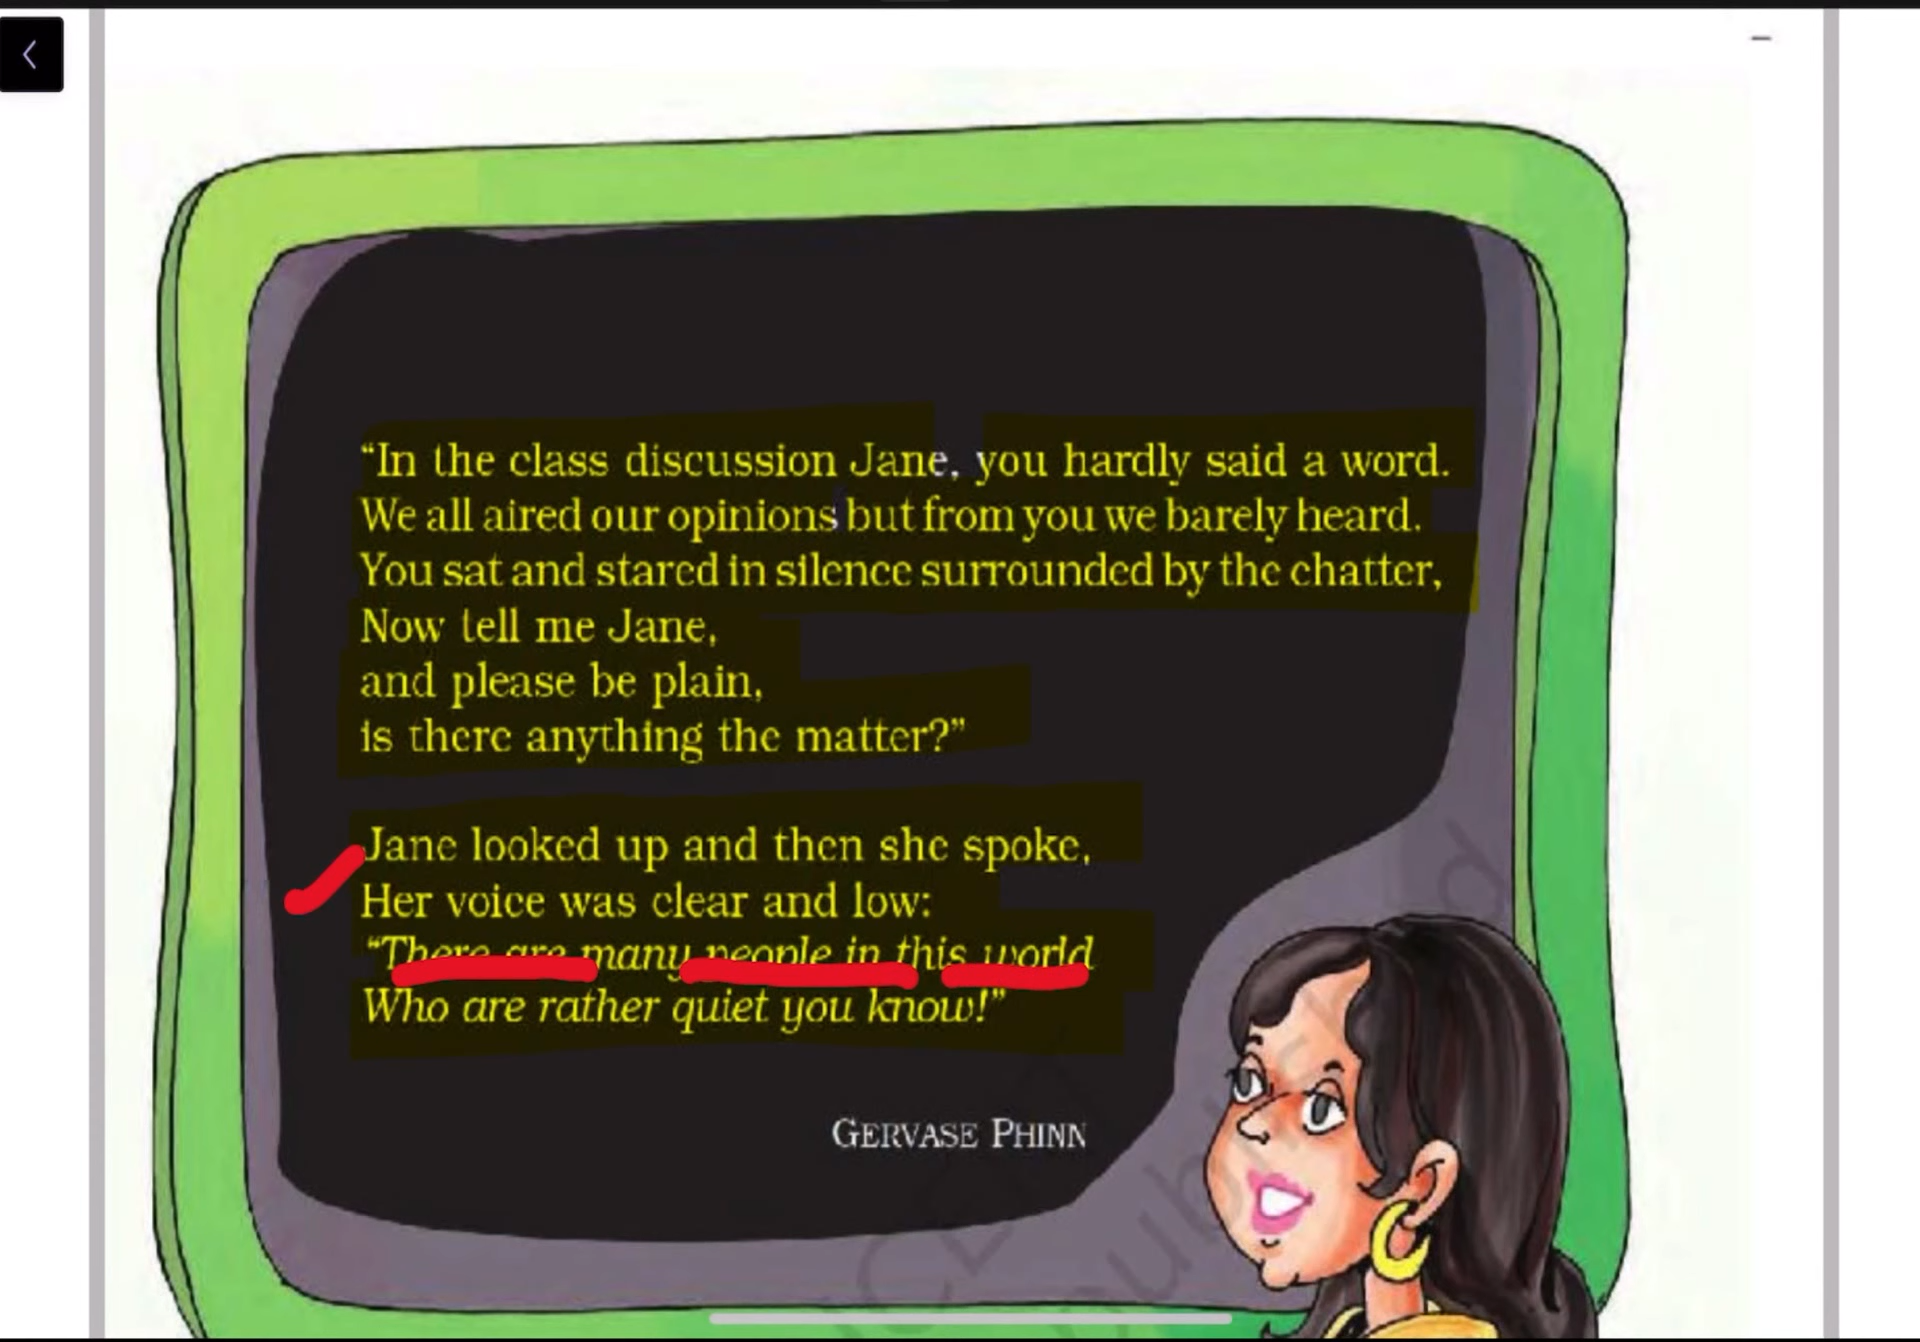 “In the class discussion Jane, you hardly said a word.
We all aired our opinions but from you we barely heard.
You sat and stared in silence surrounded by the chatter,
Now tell me Jane,
and please be plain,
is there anything the matter?”
Jane looked up and then she spoke,
Her voice was clear and low:
“There are many people in this world
Who are rather quiet you know!”
GERVASE PHINN